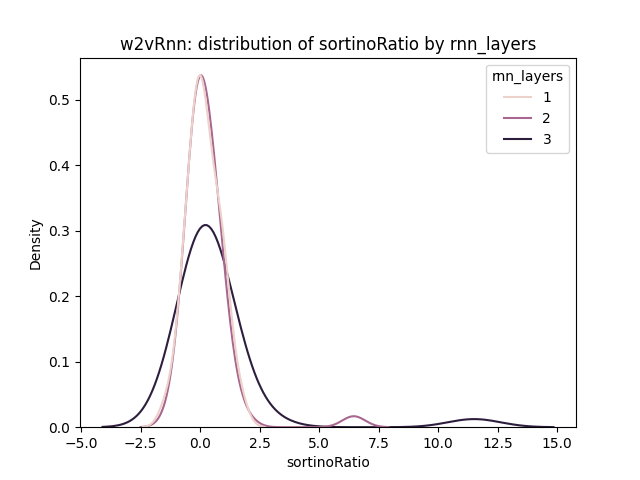 w2vRnn: distribution of sortinoRatio by rnn_layers
rnn_layers
1
2
3
Density
0.5
0.4
0.3
0.2
0.1
0.0
−5.0 −2.5 0.0 2.5 5.0 7.5 10.0 12.5 15.0
sortinoRatio